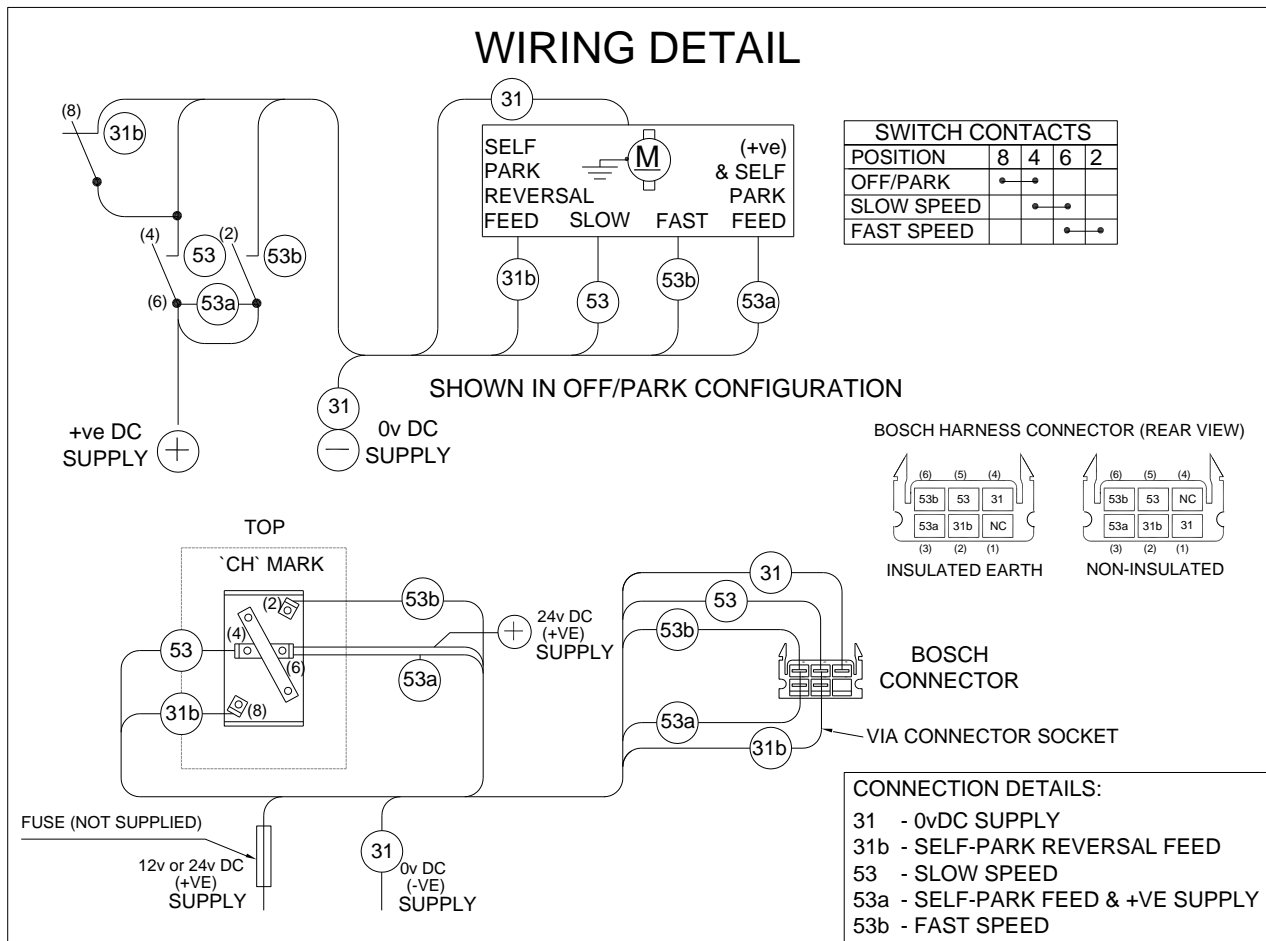 WIRING DETAIL
(8)
31b
(4)
53
(2)
53b
(6)
53a
+ve DC
SUPPLY
+
31
0v DC
SUPPLY
31
SELF
PARK
REVERSAL
FEED
SLOW
FAST
(+ve)
& SELF
PARK
FEED
M
31b
53
53b
53a
SHOWN IN OFF/PARK CONFIGURATION
SWITCH CONTACTS
POSITION 8 4 6 2
OFF/PARK
SLOW SPEED
FAST SPEED
BOSCH HARNESS CONNECTOR (REAR VIEW)
(6) (5) (4)
53b 53 31
53a 31b NC
(3) (2) (1)
INSULATED EARTH
(6) (5) (4)
53b 53 NC
53a 31b 31
(3) (2) (1)
NON-INSULATED
TOP
`CH` MARK
(2)
(4)
(6)
(8)
53
31b
53b
53a
+
24v DC
(+VE)
SUPPLY
31
53
53b
53a
31b
BOSCH
CONNECTOR
VIA CONNECTOR SOCKET
FUSE (NOT SUPPLIED)
12v or 24v DC
(+VE)
SUPPLY
31
0v DC
(-VE)
SUPPLY
CONNECTION DETAILS:
31 - 0vDC SUPPLY
31b - SELF-PARK REVERSAL FEED
53 - SLOW SPEED
53a - SELF-PARK FEED & +VE SUPPLY
53b - FAST SPEED